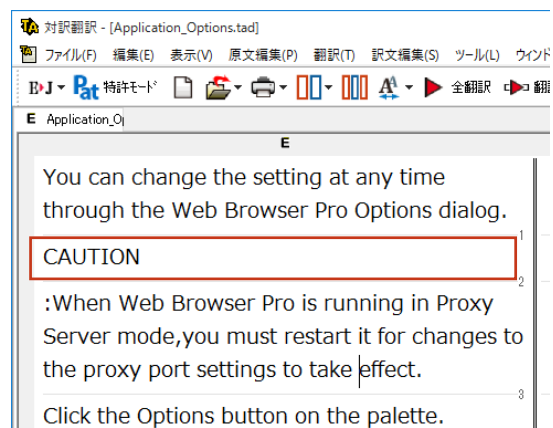 対訳翻訳 - [Application_Options.tad]
ファイル(F) 編集(E) 表示(V) 原文編集(P) 翻訳(T) 訳文編集(S) ツール(L)
E▸J Pat 特許モード 全翻訳
E Application_O
E
You can change the setting at any time
through the Web Browser Pro Options dialog.
1
CAUTION
2
:When Web Browser Pro is running in Proxy
Server mode,you must restart it for changes to
the proxy port settings to take effect.
3
Click the Options button on the palette.